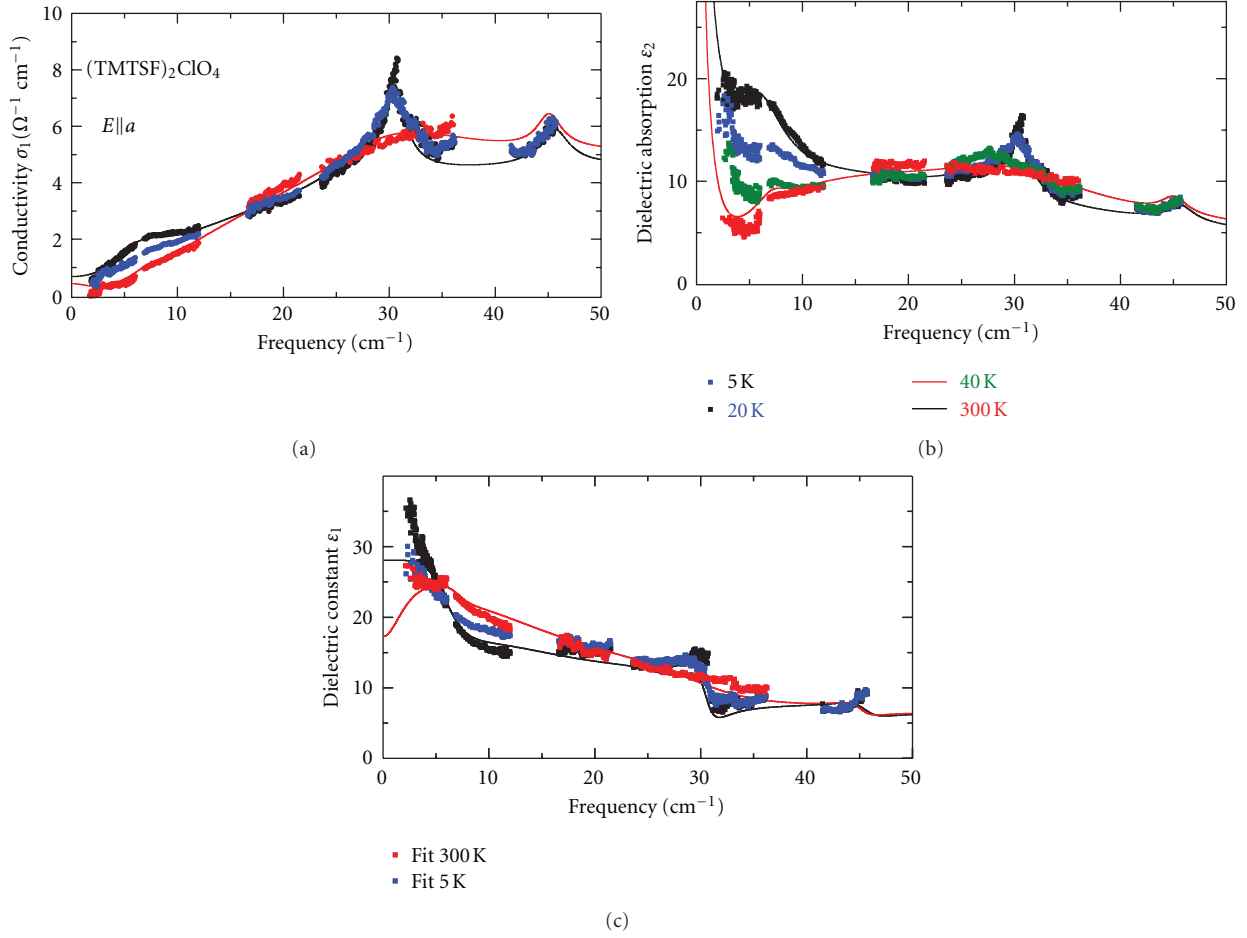 10
8
6
4
2
0
Conductivity σ₁ (Ω⁻¹ cm⁻¹)
(TMTSF)₂ClO₄
E∥a
0 10 20 30 40 50
Frequency (cm⁻¹)
(a)
20
10
0
Dielectric absorption ε₂
0 10 20 30 40 50
Frequency (cm⁻¹)
5 K 40 K
20 K 300 K
(b)
30
20
10
0
Dielectric constant ε₁
0 10 20 30 40 50
Frequency (cm⁻¹)
Fit 300 K
Fit 5 K
(c)